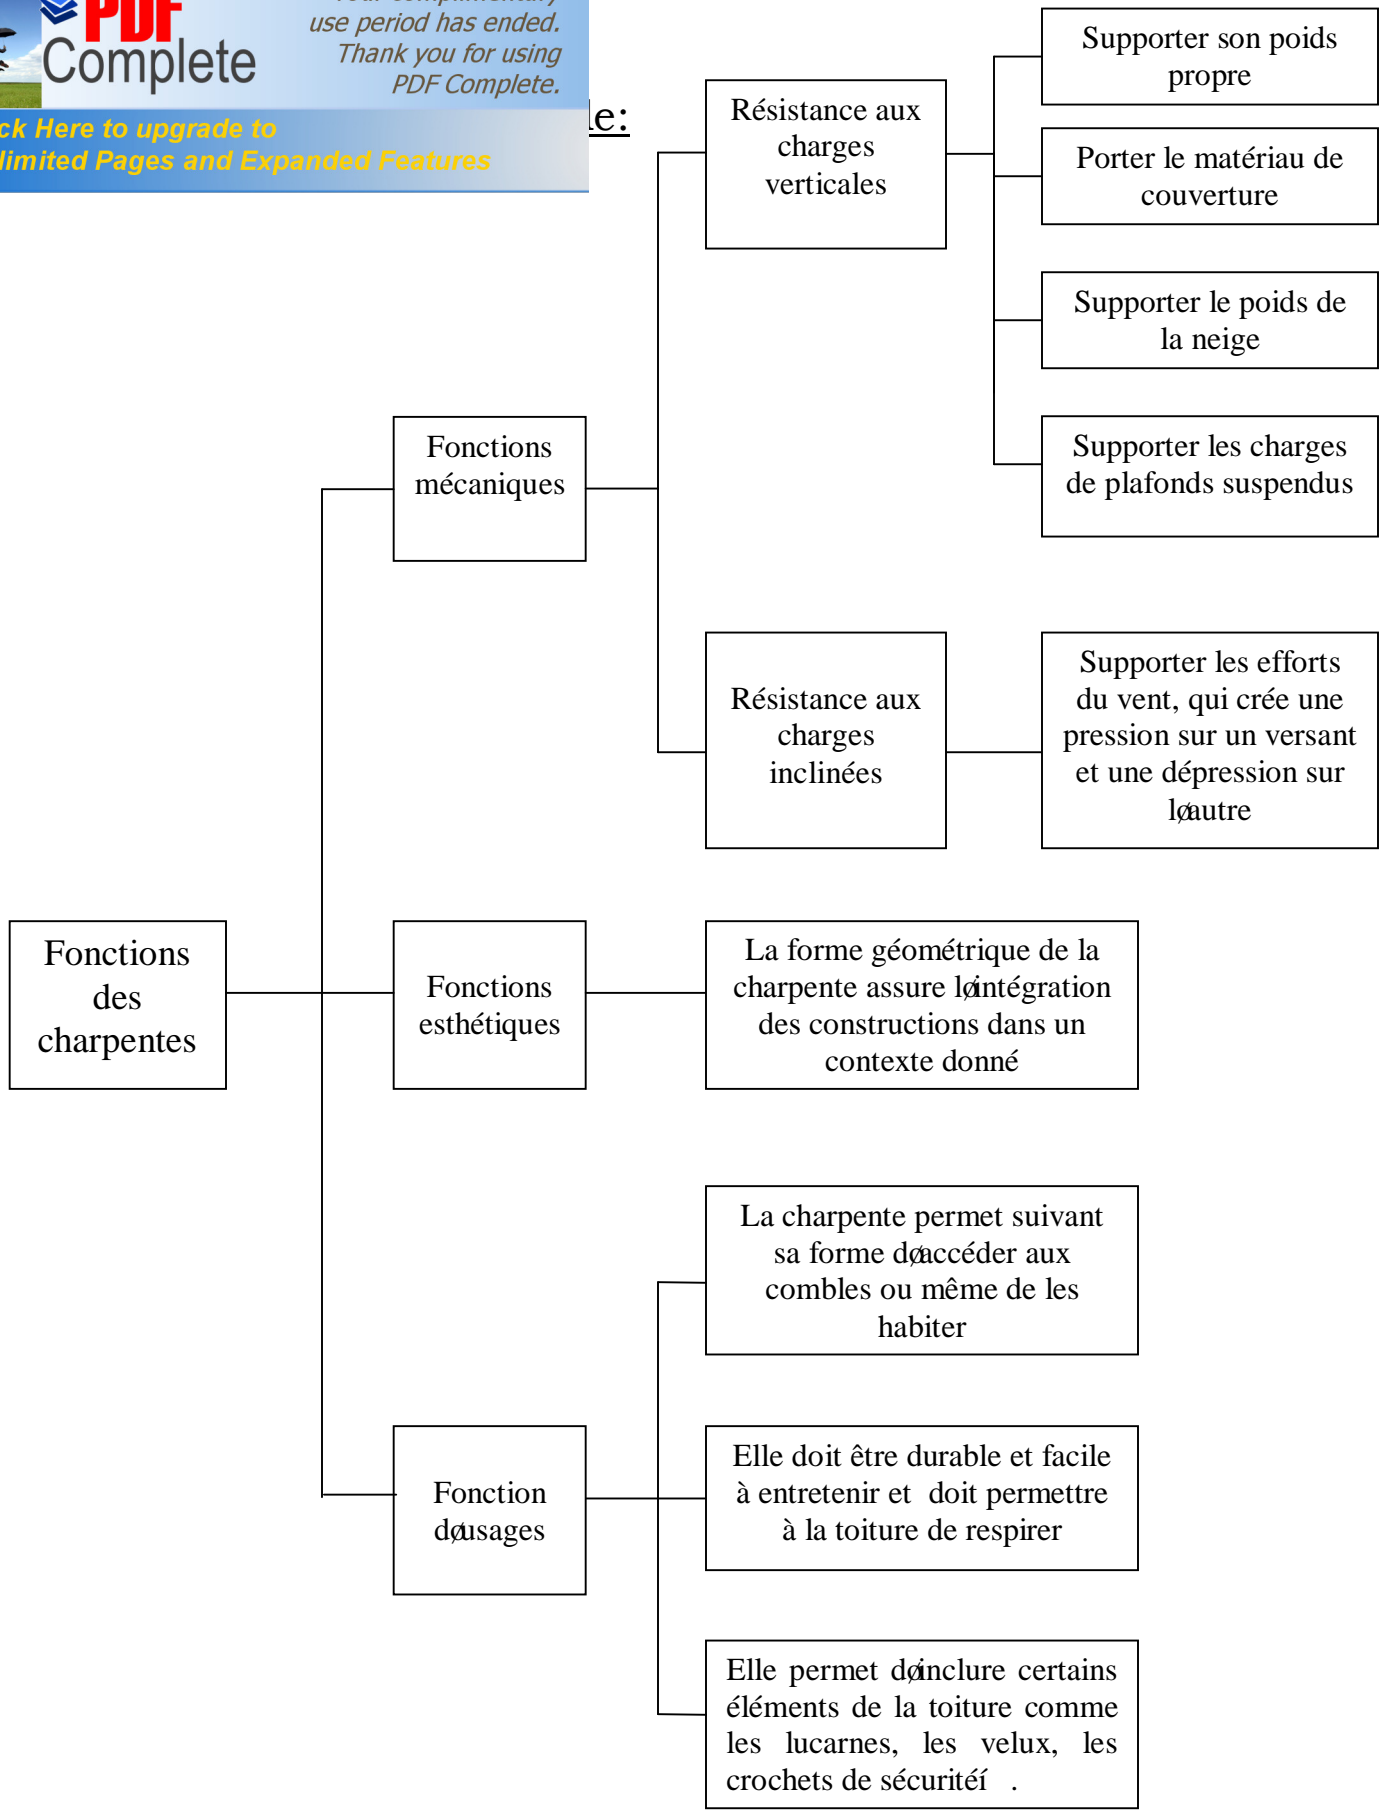 PDF
Complete
use period has ended.
Thank you for using
PDF Complete.
Here to upgrade to
Pages and Expanded Features
Résistance aux
charges
verticales
Supporter son poids
propre
Porter le matériau de
couverture
Supporter le poids de
la neige
Supporter les charges
de plafonds suspendus
Fonctions
mécaniques
Résistance aux
charges
inclinées
Supporter les efforts
du vent, qui crée une
pression sur un versant
et une dépression sur
løautre
Fonctions
des
charpentes
Fonctions
esthétiques
La forme géométrique de la
charpente assure løintégration
des constructions dans un
contexte donné
La charpente permet suivant
sa forme døaccéder aux
combles ou même de les
habiter
Fonction
døusages
Elle doit être durable et facile
à entretenir et doit permettre
à la toiture de respirer
Elle permet døinclure certains
éléments de la toiture comme
les lucarnes, les velux, les
crochets de sécuritéí .